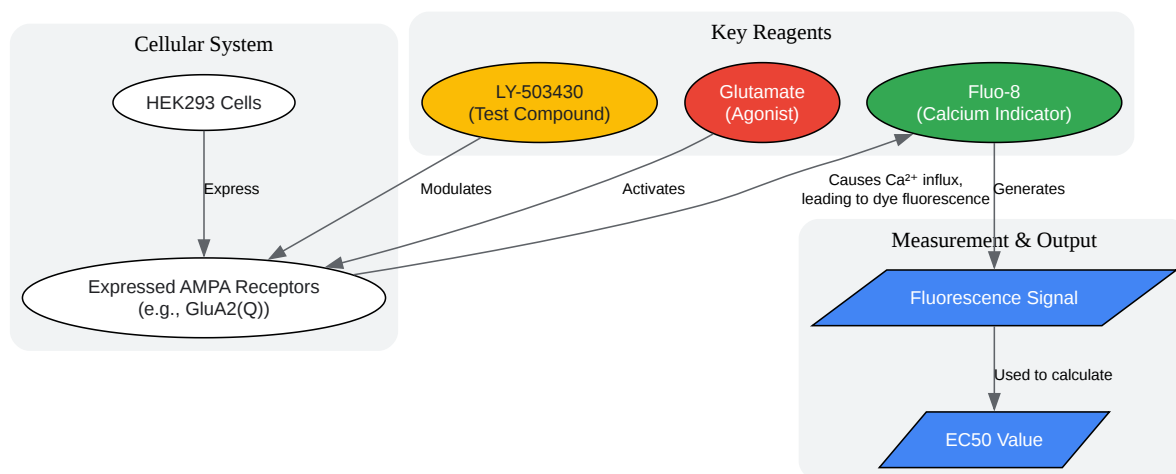 Cellular System
Key Reagents
HEK293 Cells
LY-503430
(Test Compound)
Glutamate
(Agonist)
Fluo-8
(Calcium Indicator)
Express
Modulates
Activates
Causes Ca²⁺ influx,
leading to dye fluorescence
Generates
Measurement & Output
Expressed AMPA Receptors
(e.g., GluA2(Q))
Fluorescence Signal
Used to calculate
EC50 Value